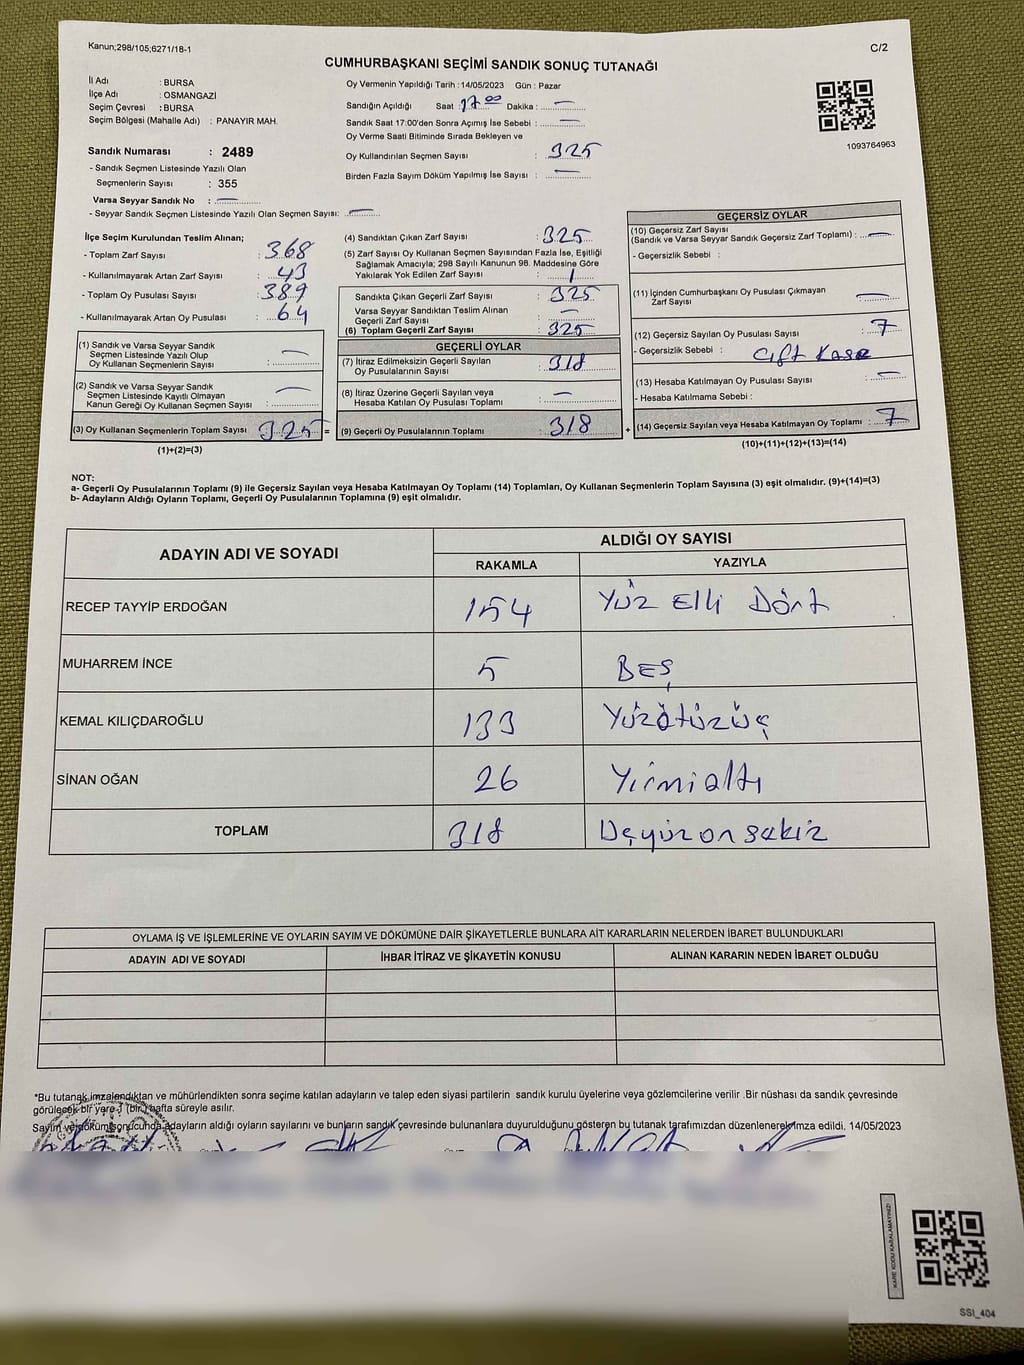 Kanun;298/105;6271/18-1
C/2
CUMHURBAŞKANI SEÇİMİ SANDIK SONUÇ TUTANAĞI
İl Adı : BURSA
İlçe Adı : OSMANGAZİ
Seçim Çevresi : BURSA
Seçim Bölgesi (Mahalle Adı) : PANAYIR MAH.
Sandık Numarası : 2489
- Sandık Seçmen Listesinde Yazılı Olan
Seçmenlerin Sayısı : 355
Varsa Seyyar Sandık No : —
- Seyyar Sandık Seçmen Listesinde Yazılı Olan Seçmen Sayısı: —
Oy Vermenin Yapıldığı Tarih :14/05/2023 Gün : Pazar
Sandığın Açıldığı Saat :17 00 Dakika : —
Sandık Saat 17:00'den Sonra Açımış İse Sebebi : —
Oy Verme Saati Bitiminde Sırada Bekleyen ve
Oy Kullandırılan Seçmen Sayısı : 325
Birden Fazla Sayım Döküm Yapılmış İse Sayısı : —
1093764963
İlçe Seçim Kurulundan Teslim Alınan;
- Toplam Zarf Sayısı : 368
- Kullanılmayarak Artan Zarf Sayısı : 43
- Toplam Oy Pusulası Sayısı : 389
- Kullanılmayarak Artan Oy Pusulası : 64
(1) Sandık ve Varsa Seyyar Sandık
Seçmen Listesinde Yazılı Olup
Oy Kullanan Seçmenlerin Sayısı : —
(2) Sandık ve Varsa Seyyar Sandık
Seçmen Listesinde Kayıtlı Olmayan
Kanun Gereği Oy Kullanan Seçmen Sayısı : —
(3) Oy Kullanan Seçmenlerin Toplam Sayısı : 325 =
(1)+(2)=(3)
(4) Sandıktan Çıkan Zarf Sayısı : 325
(5) Zarf Sayısı Oy Kullanan Seçmen Sayısından Fazla İse, Eşitliği
Sağlamak Amacıyla; 298 Sayılı Kanunun 98. Maddesine Göre
Yakılarak Yok Edilen Zarf Sayısı :
Sandıkta Çıkan Geçerli Zarf Sayısı : 325
Varsa Seyyar Sandıktan Teslim Alınan
Geçerli Zarf Sayısı : —
(6) Toplam Geçerli Zarf Sayısı : 325
GEÇERLİ OYLAR
(7) İtiraz Edilmeksizin Geçerli Sayılan
Oy Pusulalarının Sayısı : 318
(8) İtiraz Üzerine Geçerli Sayılan veya
Hesaba Katılan Oy Pusulaları Toplamı : —
(9) Geçerli Oy Pusulalarının Toplamı : 318 +
GEÇERSİZ OYLAR
(10) Geçersiz Zarf Sayısı
(Sandık ve Varsa Seyyar Sandık Geçersiz Zarf Toplamı) : —
- Geçersizlik Sebebi :
(11) İçinden Cumhurbaşkanı Oy Pusulası Çıkmayan
Zarf Sayısı : —
(12) Geçersiz Sayılan Oy Pusulası Sayısı : 7
- Geçersizlik Sebebi : Çift Kaşe
(13) Hesaba Katılmayan Oy Pusulası Sayısı : —
- Hesaba Katılmama Sebebi :
(14) Geçersiz Sayılan veya Hesaba Katılmayan Oy Toplamı : 7
(10)+(11)+(12)+(13)=(14)
NOT:
a- Geçerli Oy Pusulalarının Toplamı (9) ile Geçersiz Sayılan veya Hesaba Katılmayan Oy Toplamı (14) Toplamları, Oy Kullanan Seçmenlerin Toplam Sayısına (3) eşit olmalıdır. (9)+(14)=(3)
b- Adayların Aldığı Oyların Toplamı, Geçerli Oy Pusulalarının Toplamına (9) eşit olmalıdır.
ADAYIN ADI VE SOYADI ALDIĞI OY SAYISI
RAKAMLA YAZIYLA
RECEP TAYYİP ERDOĞAN 154 Yüz Elli Dört
MUHARREM İNCE 5 BEŞ
KEMAL KILIÇDAROĞLU 133 Yüzotuzüç
SİNAN OĞAN 26 Yirmialtı
TOPLAM 318 Üçyüzonsekiz
OYLAMA İŞ VE İŞLEMLERİNE VE OYLARIN SAYIM VE DÖKÜMÜNE DAİR ŞİKAYETLERLE BUNLARA AİT KARARLARIN NELERDEN İBARET BULUNDUKLARI
ADAYIN ADI VE SOYADI İHBAR İTİRAZ VE ŞİKAYETİN KONUSU ALINAN KARARIN NEDEN İBARET OLDUĞU
*Bu tutanak imzalendıktan ve mühürlendikten sonra seçime katılan adayların ve talep eden siyasi partilerin sandık kurulu üyelerine veya gözlemcilerine verilir .Bir nüshası da sandık çevresinde
görülecek bir yere 1 (bir) hafta süreyle asılır.
Sayım ve döküm sonucunda adayların aldığı oyların sayılarını ve bunların sandık çevresinde bulunanlara duyurulduğunu gösteren bu tutanak tarafımızdan düzenlenerek imza edildi. 14/05/2023
KARE KODU KARALAMAYINIZ!
SSI_404